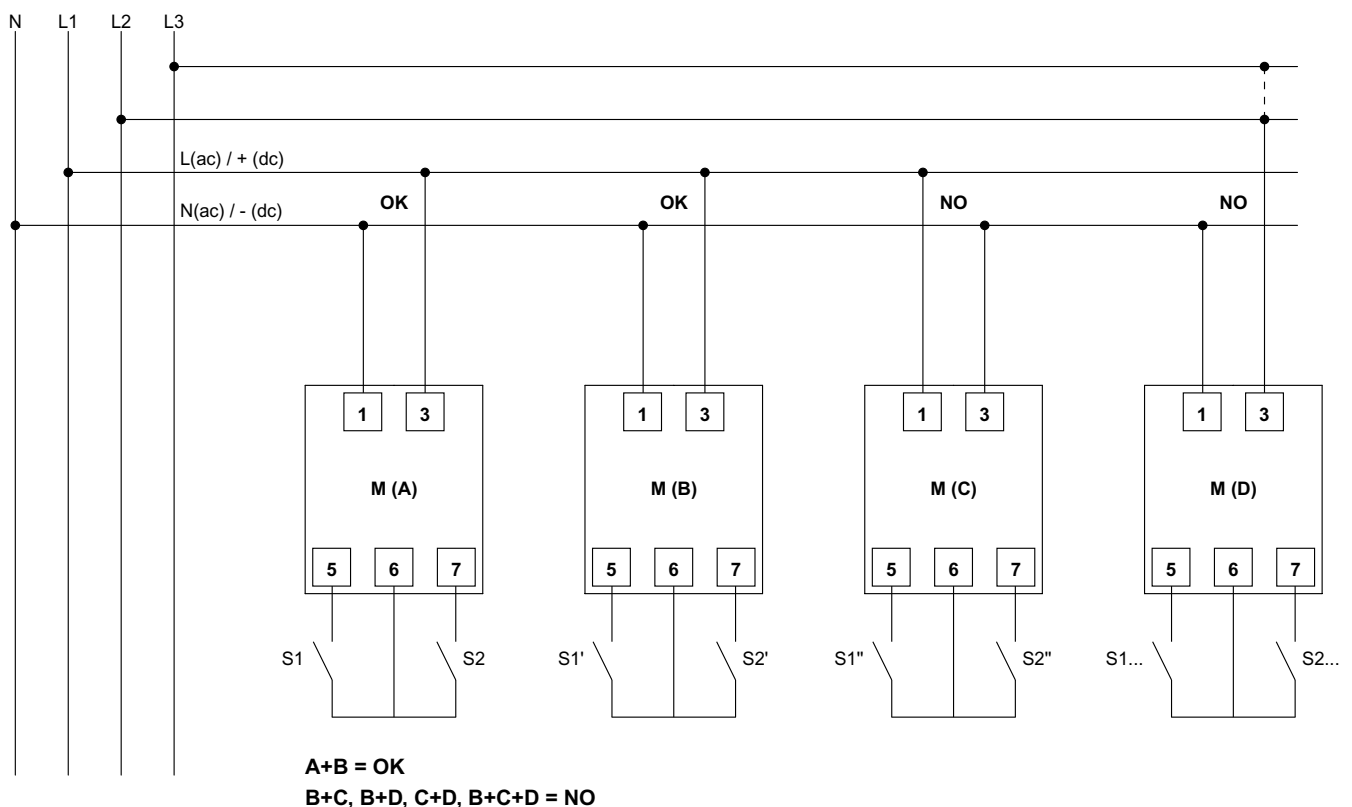 N L1 L2 L3
L(ac) / + (dc)
OK OK NO NO
N(ac) / - (dc)
1 3 1 3 1 3 1 3
M (A) M (B) M (C) M (D)
5 6 7 5 6 7 5 6 7 5 6 7
S1 S2 S1' S2' S1" S2" S1... S2...
A+B = OK
B+C, B+D, C+D, B+C+D = NO